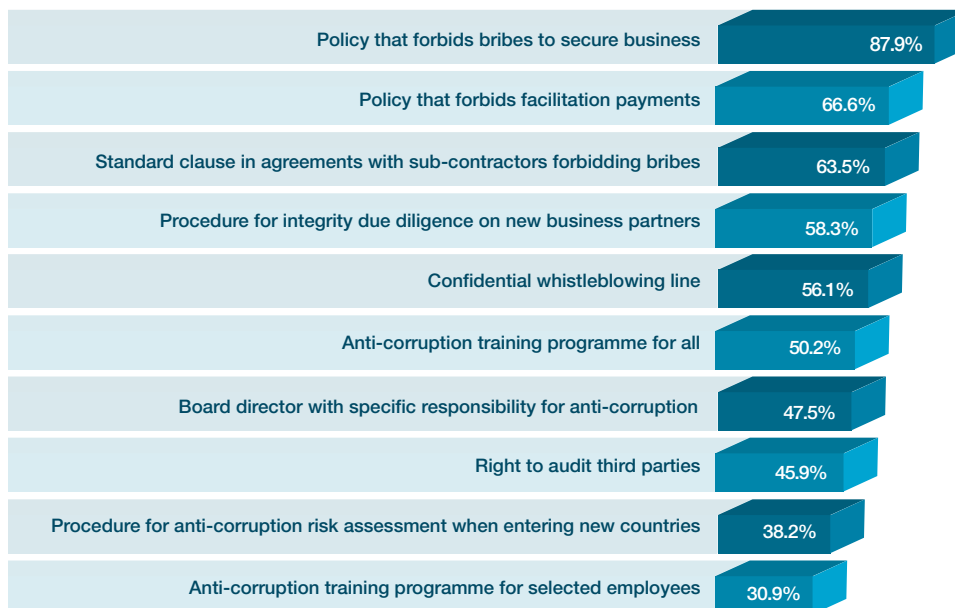 Policy that forbids bribes to secure business 87.9%
Policy that forbids facilitation payments 66.6%
Standard clause in agreements with sub-contractors forbidding bribes 63.5%
Procedure for integrity due diligence on new business partners 58.3%
Confidential whistleblowing line 56.1%
Anti-corruption training programme for all 50.2%
Board director with specific responsibility for anti-corruption 47.5%
Right to audit third parties 45.9%
Procedure for anti-corruption risk assessment when entering new countries 38.2%
Anti-corruption training programme for selected employees 30.9%